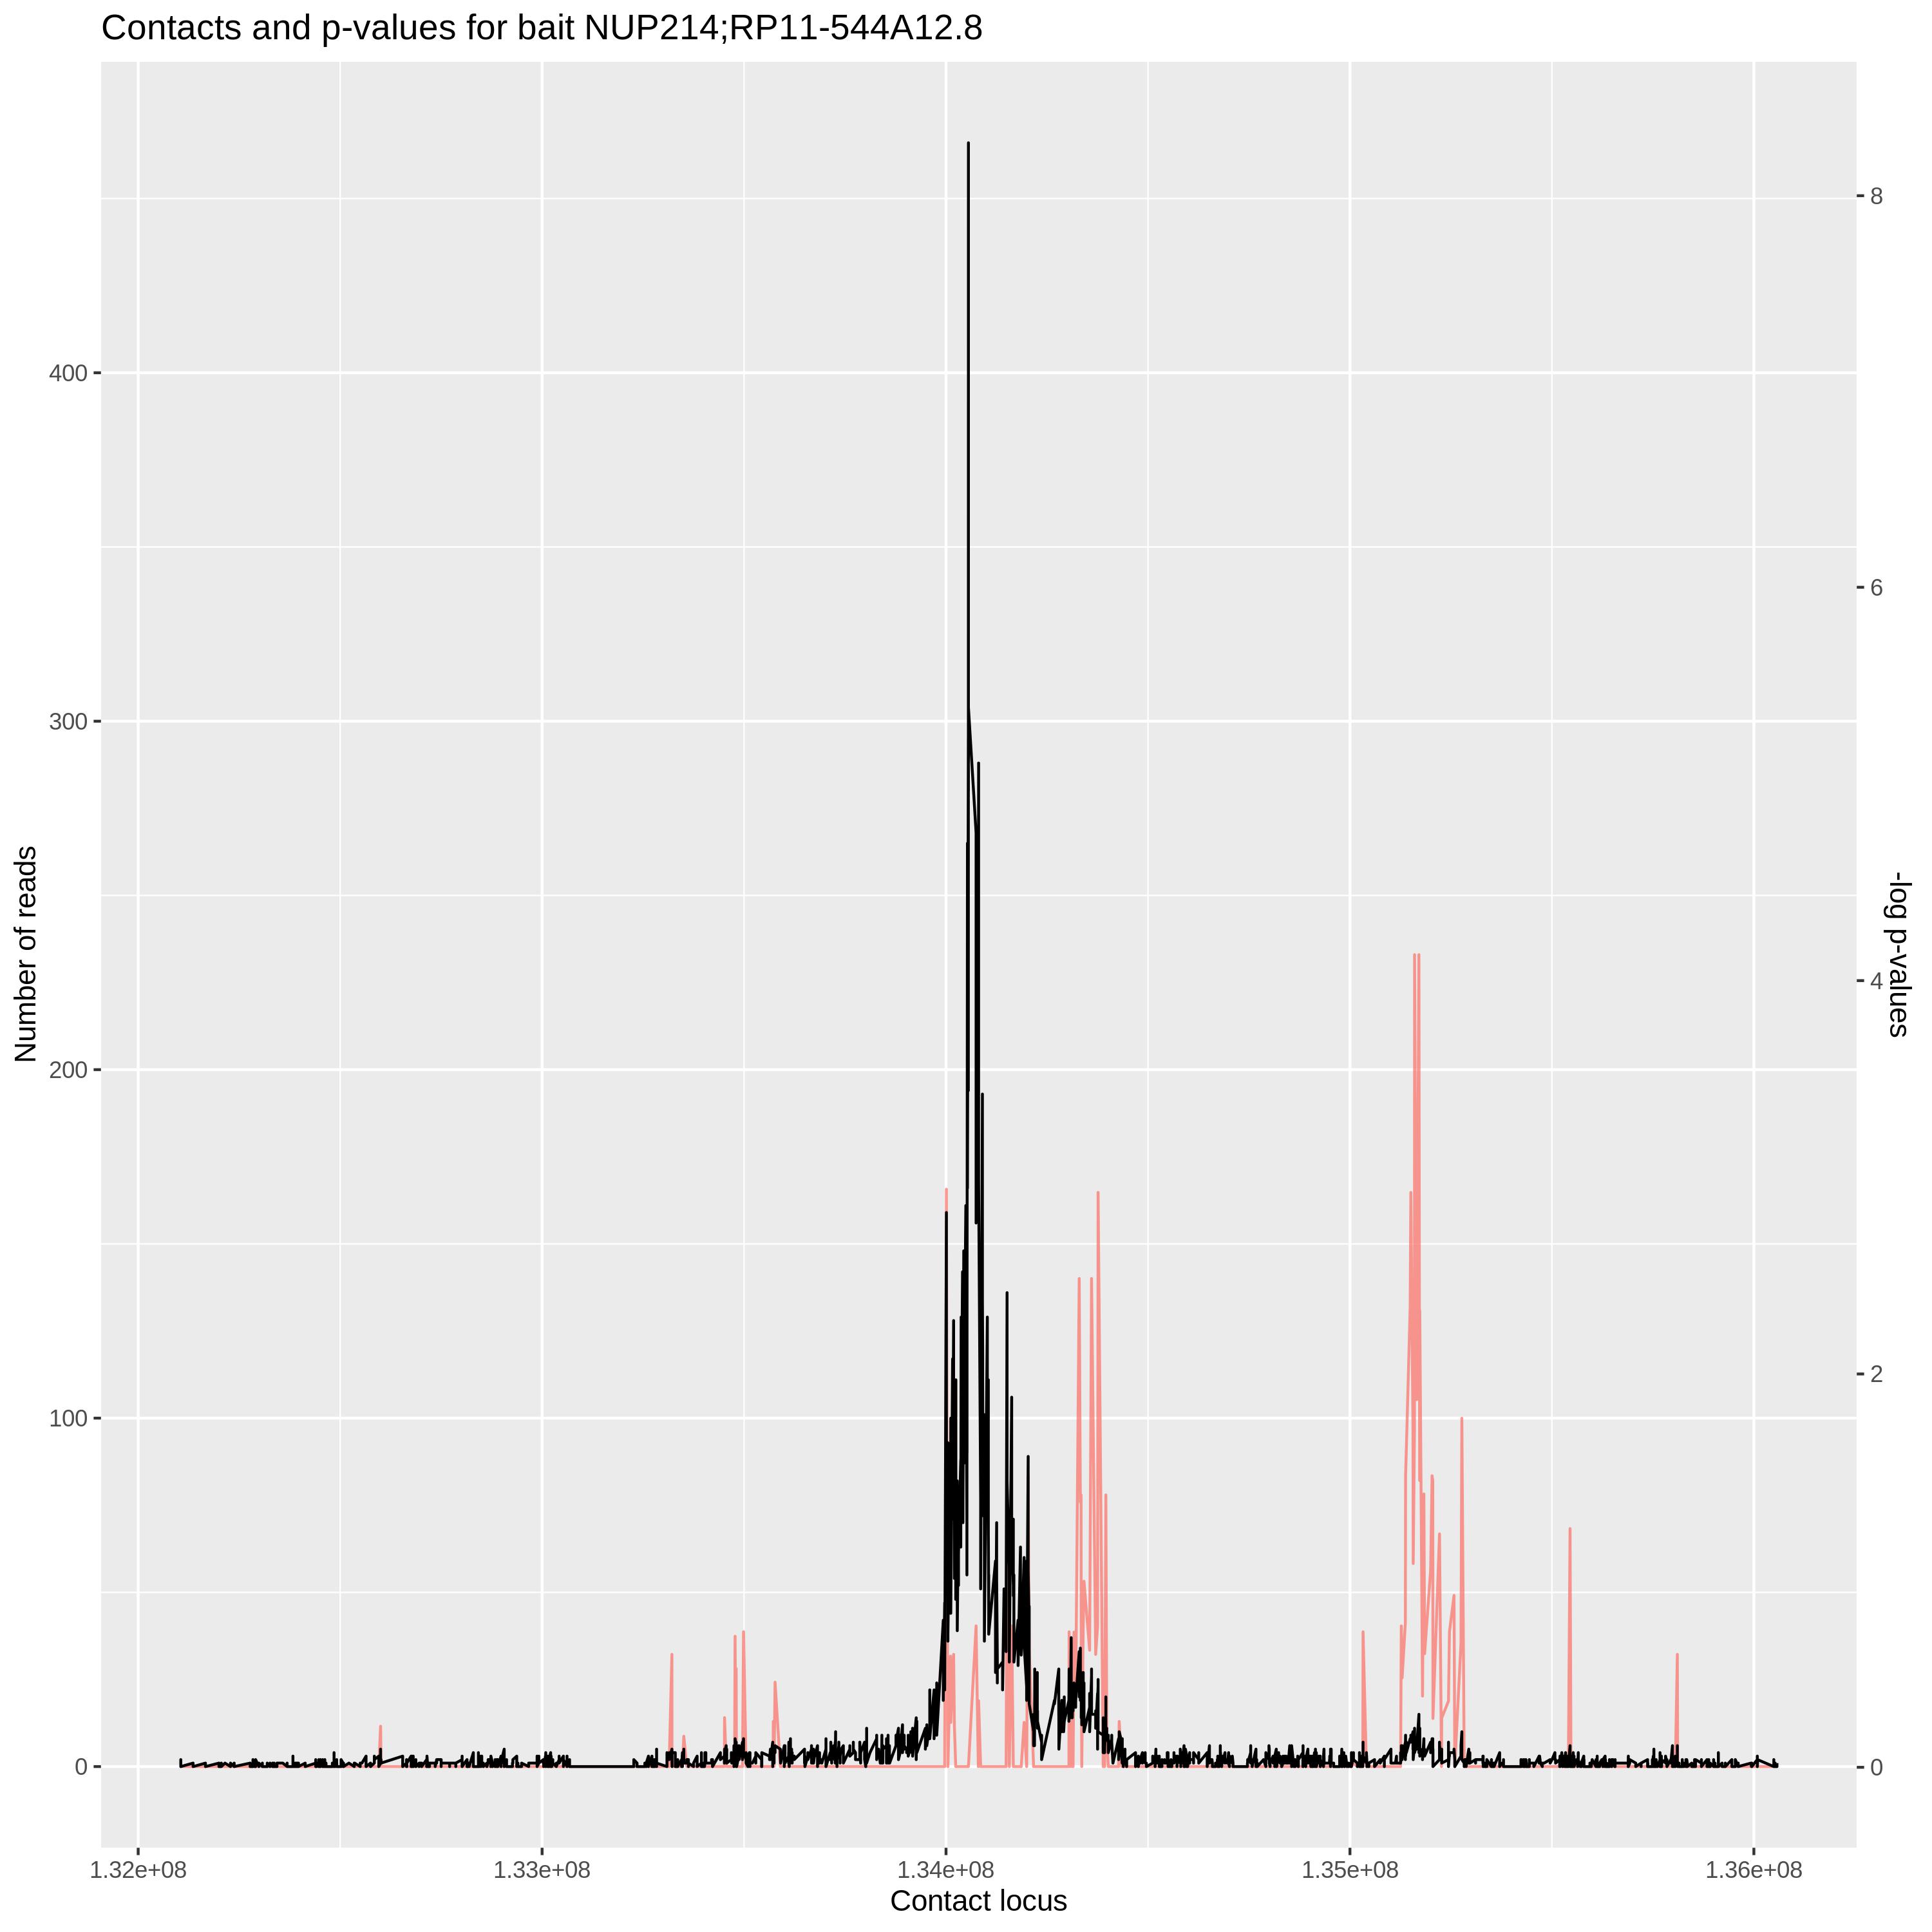 Contacts and p-values for bait NUP214;RP11-544A12.8
Number of reads
400
300
200
100
0
8
6
4
2
0
-log p-values
1.32e+08
1.33e+08
1.34e+08
1.35e+08
1.36e+08
Contact locus